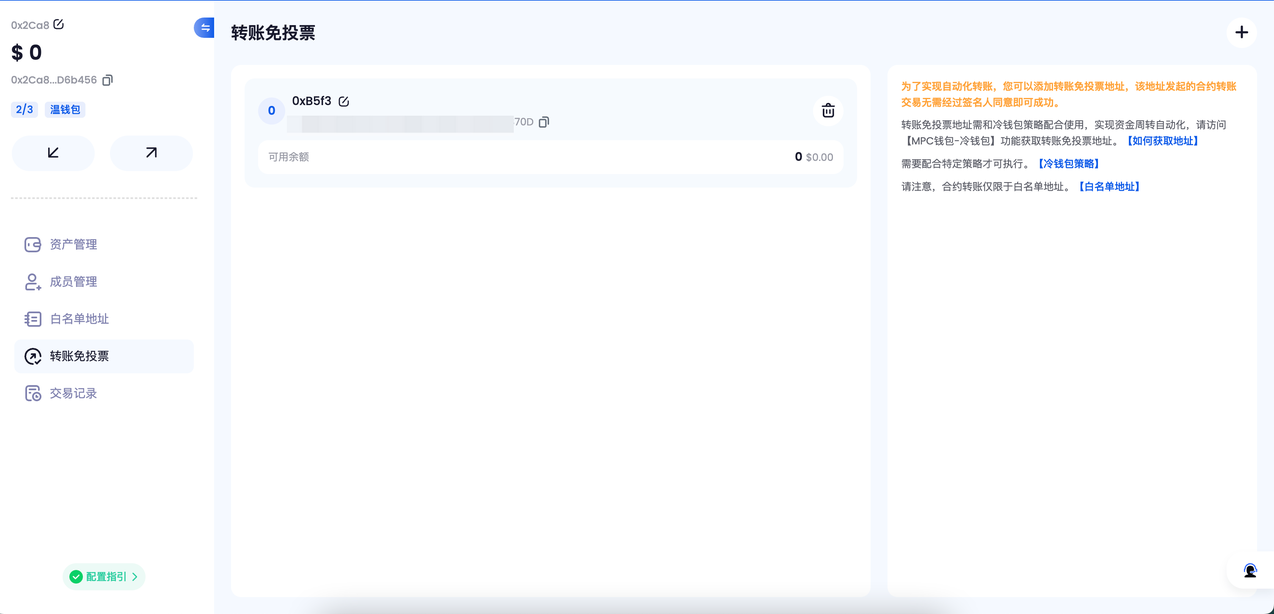 0x2Ca8
$ 0
0x2Ca8...D6b456
2/3 温钱包
资产管理
成员管理
白名单地址
转账免投票
交易记录
配置指引
转账免投票
0
0xB5f3
70D
可用余额
0 $0.00
为了实现自动化转账，您可以添加转账免投票地址，该地址发起的合约转账
交易无需经过签名人同意即可成功。
转账免投票地址需和冷钱包策略配合使用，实现资金周转自动化，请访问
【MPC钱包-冷钱包】功能获取转账免投票地址。【如何获取地址】
需要配合特定策略才可执行。【冷钱包策略】
请注意，合约转账仅限于白名单地址。【白名单地址】